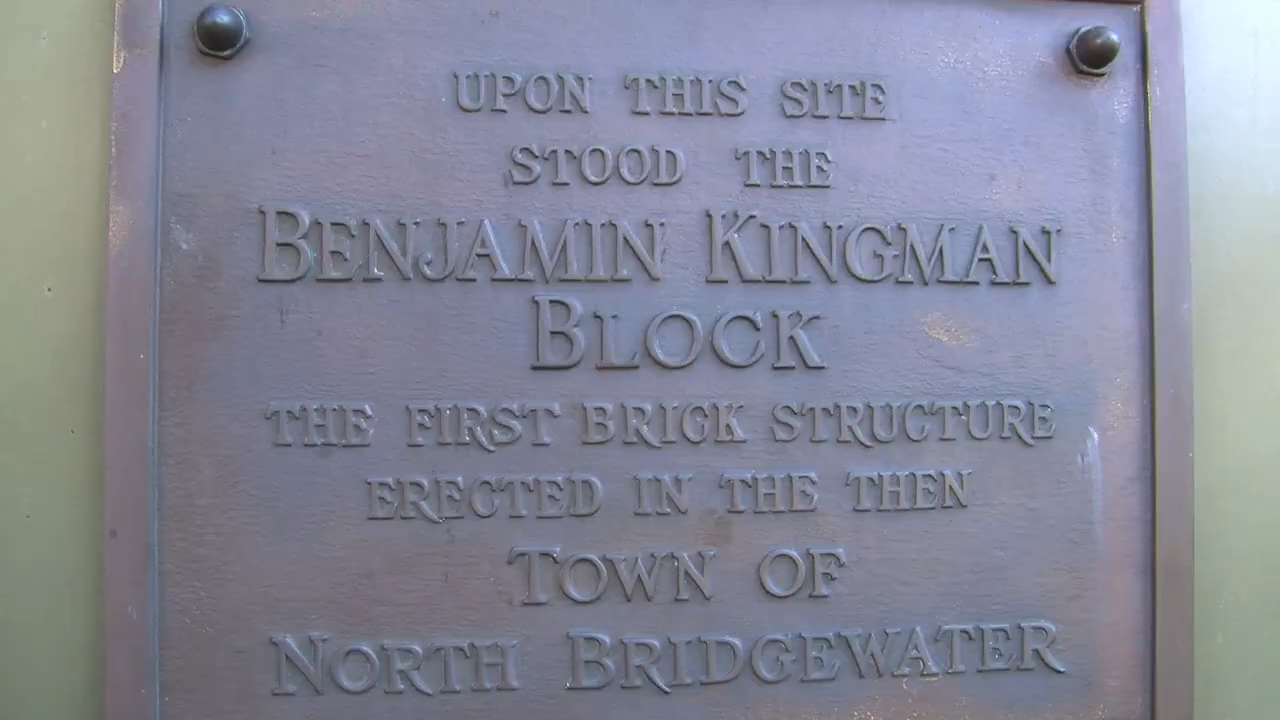 UPON THIS SITE
STOOD THE
BENJAMIN KINGMAN
BLOCK
THE FIRST BRICK STRUCTURE
ERECTED IN THE THEN
TOWN OF
NORTH BRIDGEWATER